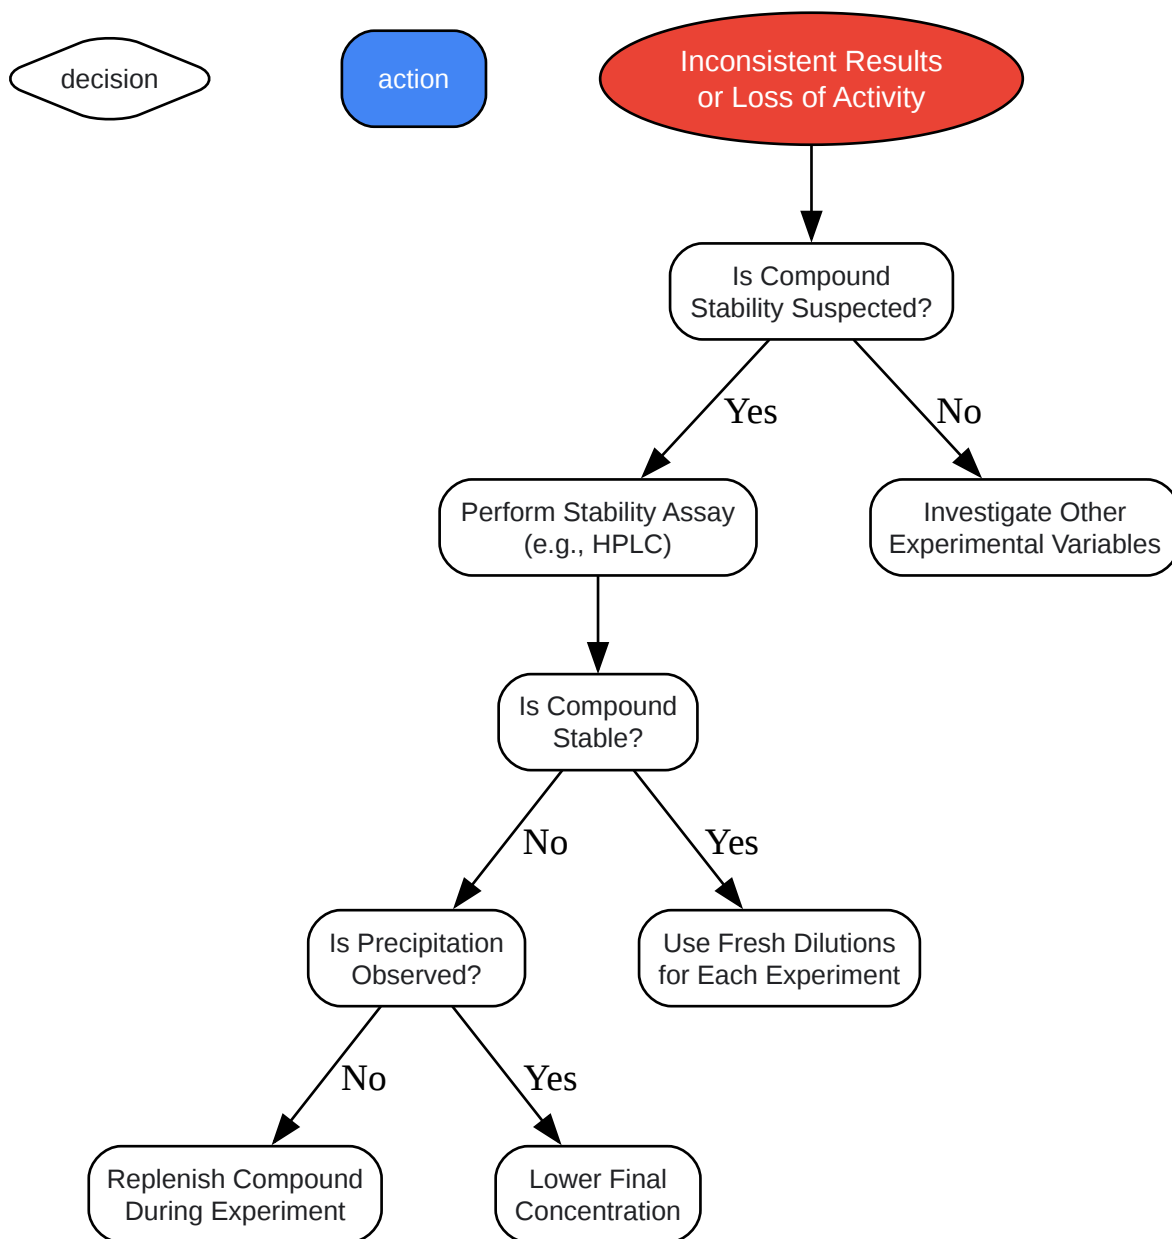 decision
action
Inconsistent Results
or Loss of Activity
Is Compound
Stability Suspected?
Yes
No
Perform Stability Assay
(e.g., HPLC)
Investigate Other
Experimental Variables
Is Compound
Stable?
No
Yes
Is Precipitation
Observed?
Use Fresh Dilutions
for Each Experiment
No
Yes
Replenish Compound
During Experiment
Lower Final
Concentration